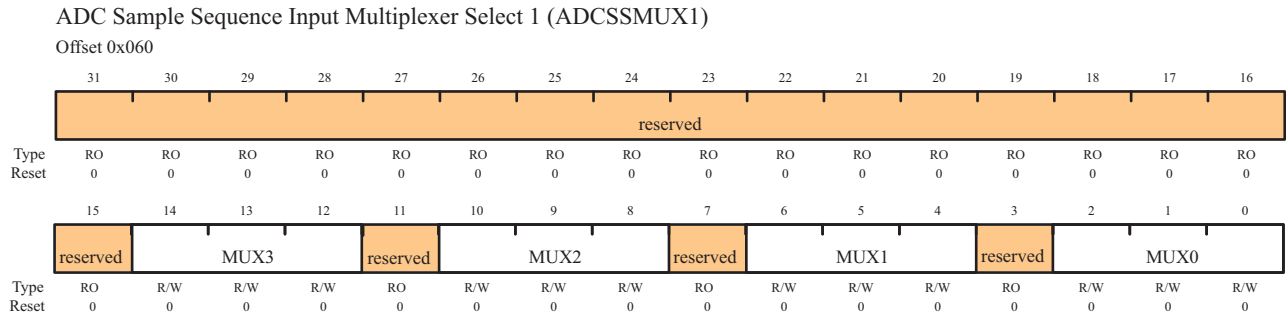 ADC Sample Sequence Input Multiplexer Select 1 (ADCSSMUX1)
Offset 0x060
31 30 29 28 27 26 25 24 23 22 21 20 19 18 17 16
reserved
Type RO RO RO RO RO RO RO RO RO RO RO RO RO RO RO RO
Reset 0 0 0 0 0 0 0 0 0 0 0 0 0 0 0 0
15 14 13 12 11 10 9 8 7 6 5 4 3 2 1 0
reserved MUX3 reserved MUX2 reserved MUX1 reserved MUX0
Type RO R/W R/W R/W RO R/W R/W R/W RO R/W R/W R/W RO R/W R/W R/W
Reset 0 0 0 0 0 0 0 0 0 0 0 0 0 0 0 0